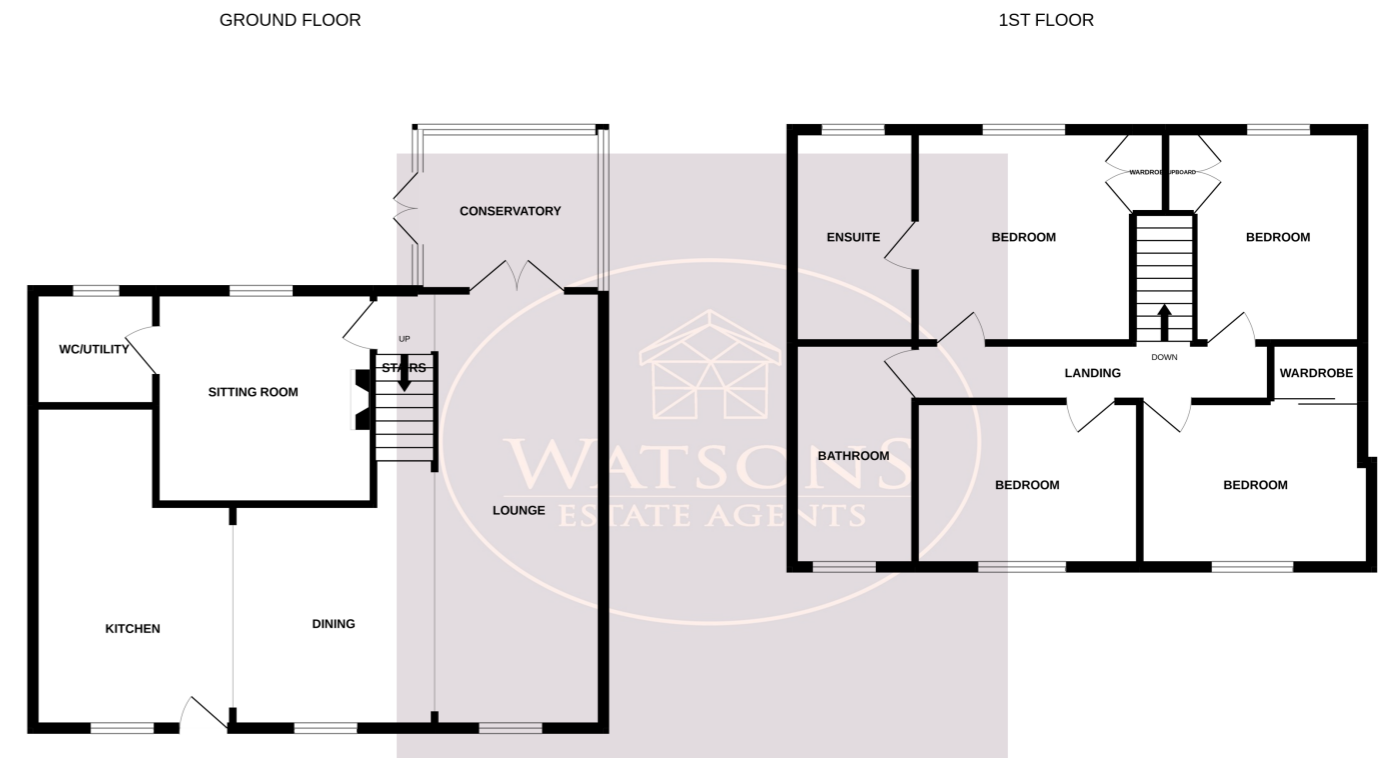 GROUND FLOOR
1ST FLOOR
CONSERVATORY
WC/UTILITY
UP
STAIRS
SITTING ROOM
LOUNGE
KITCHEN
DINING
WATSONS
ESTATE AGENTS
WARDROBE
ENSUITE
BEDROOM
BEDROOM
DOWN
LANDING
WARDROBE
BATHROOM
BEDROOM
BEDROOM